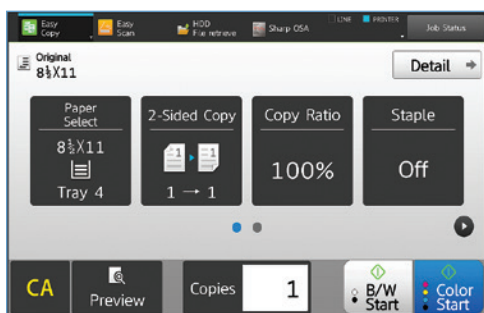 Easy
Copy
Easy
Scan
HDD
File retrieve
Sharp OSA
LINE
PRINTER
Job Status
Original
8½X11
Detail
Paper
Select
8½X11
Tray 4
2-Sided Copy
1 1
1 → 1
Copy Ratio
100%
Staple
Off
CA
Preview
Copies
1
B/W
Start
Color
Start